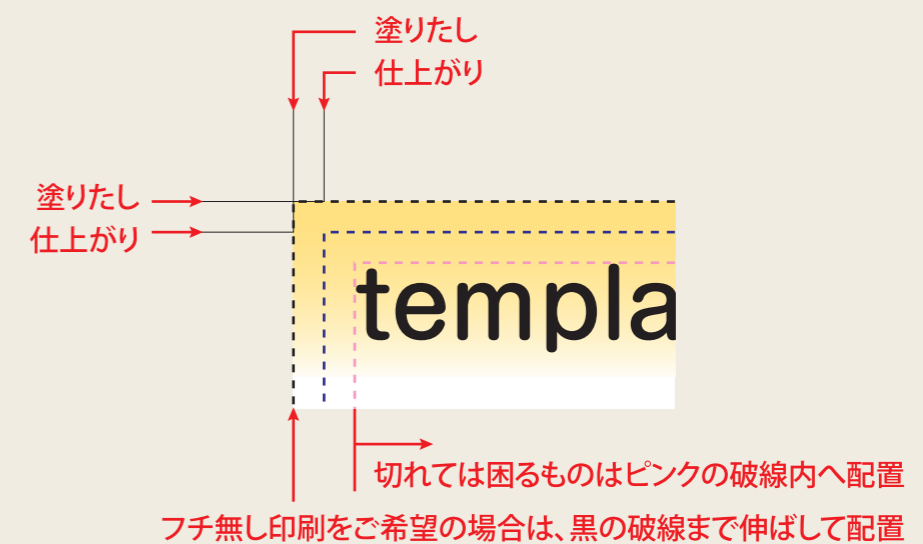 塗りたし
仕上がり
塗りたし
仕上がり
templa
切れては困るものはピンクの破線内へ配置
フチ無し印刷をご希望の場合は、黒の破線まで伸ばして配置